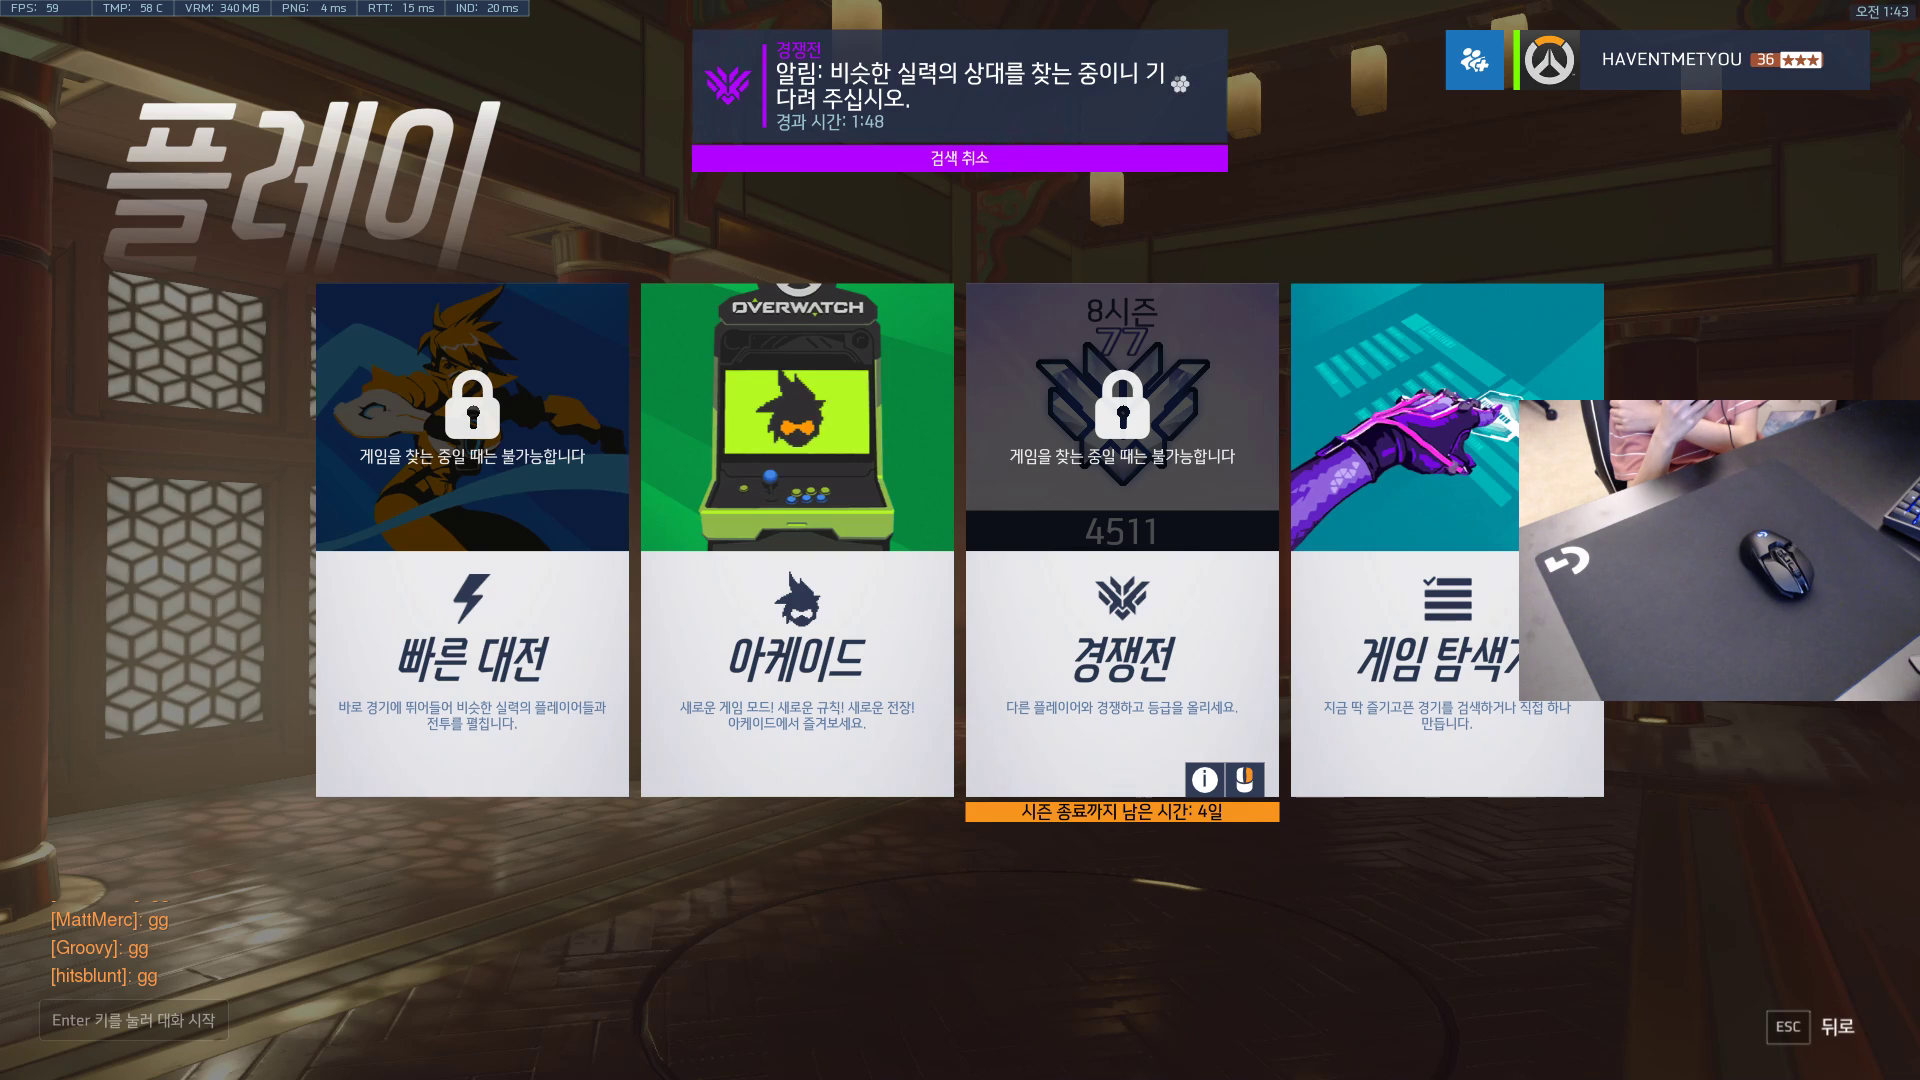 FPS: 59 TMP: 58 C VRM: 340 MB PNG: 4 ms RTT: 15 ms IND: 20 ms
오전 1:43
경쟁전
알림: 비슷한 실력의 상대를 찾는 중이니 기
다려 주십시오.
경과 시간: 1:48
검색 취소
HAVENTMETYOU 36
플레이
게임을 찾는 중일 때는 불가능합니다
빠른 대전
바로 경기에 뛰어들어 비슷한 실력의 플레이어들과
전투를 펼칩니다.
OVERWATCH
아케이드
새로운 게임 모드! 새로운 규칙! 새로운 전장!
아케이드에서 즐겨보세요.
8시즌
77
게임을 찾는 중일 때는 불가능합니다
4511
경쟁전
다른 플레이어와 경쟁하고 등급을 올리세요.
시즌 종료까지 남은 시간: 4일
게임
지금 딱 즐기고픈 경기를 검색하거나 직접 하나
만듭니다.
[MattMerc]: gg
[Groovy]: gg
[hitsblunt]: gg
Enter 키를 눌러 대화 시작
ESC 뒤로